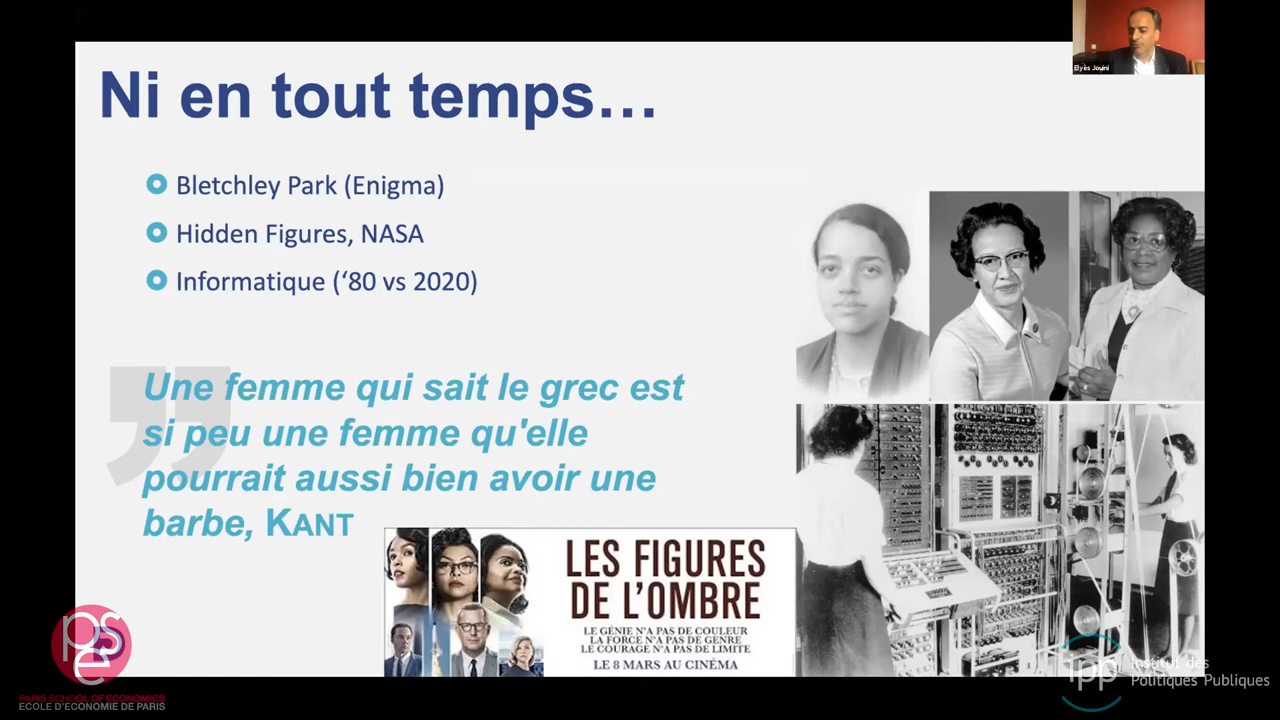 Elyès Jouini
Ni en tout temps…
Bletchley Park (Enigma)
Hidden Figures, NASA
Informatique (‘80 vs 2020)
Une femme qui sait le grec est
si peu une femme qu'elle
pourrait aussi bien avoir une
barbe, KANT
LES FIGURES
DE L’OMBRE
LE GÉNIE N’A PAS DE COULEUR
LA FORCE N’A PAS DE GENRE
LE COURAGE N’A PAS DE LIMITE
LE 8 MARS AU CINÉMA
pse
PARIS SCHOOL OF ECONOMICS
ECOLE D'ECONOMIE DE PARIS
ipp
Institut des
Politiques Publiques